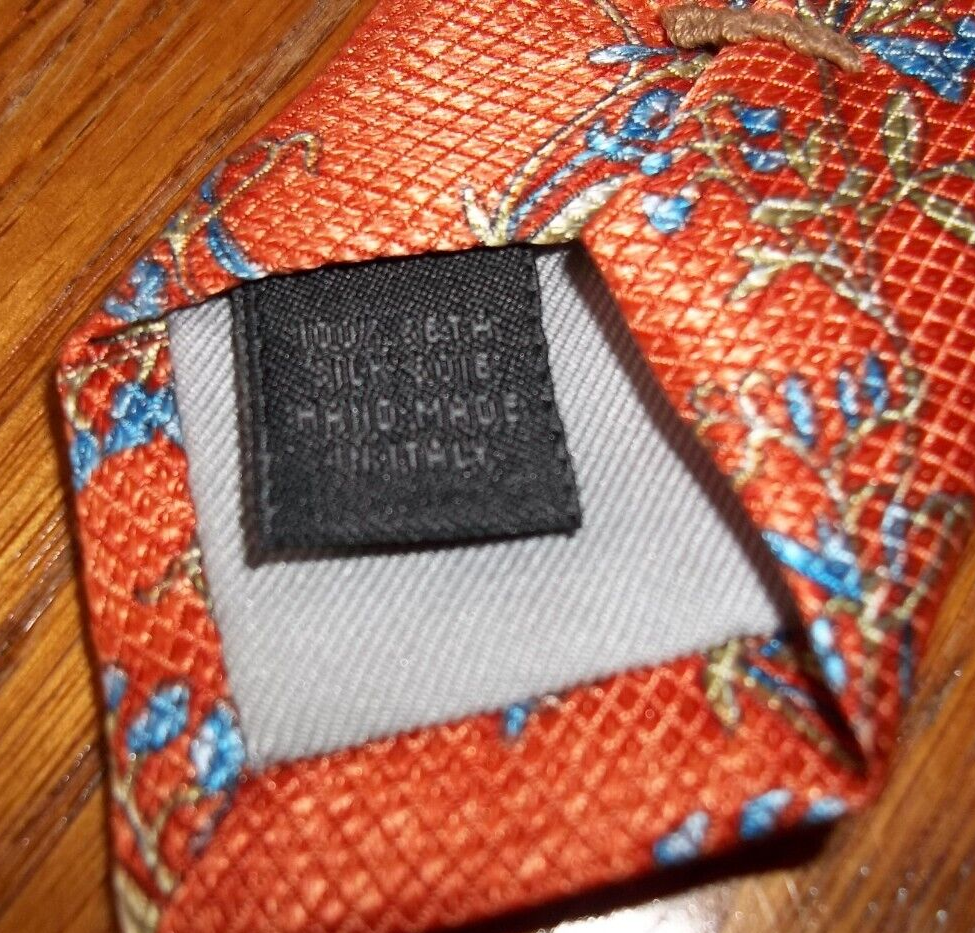 100% SETA
SILK SOIE
HAND MADE
IN ITALY